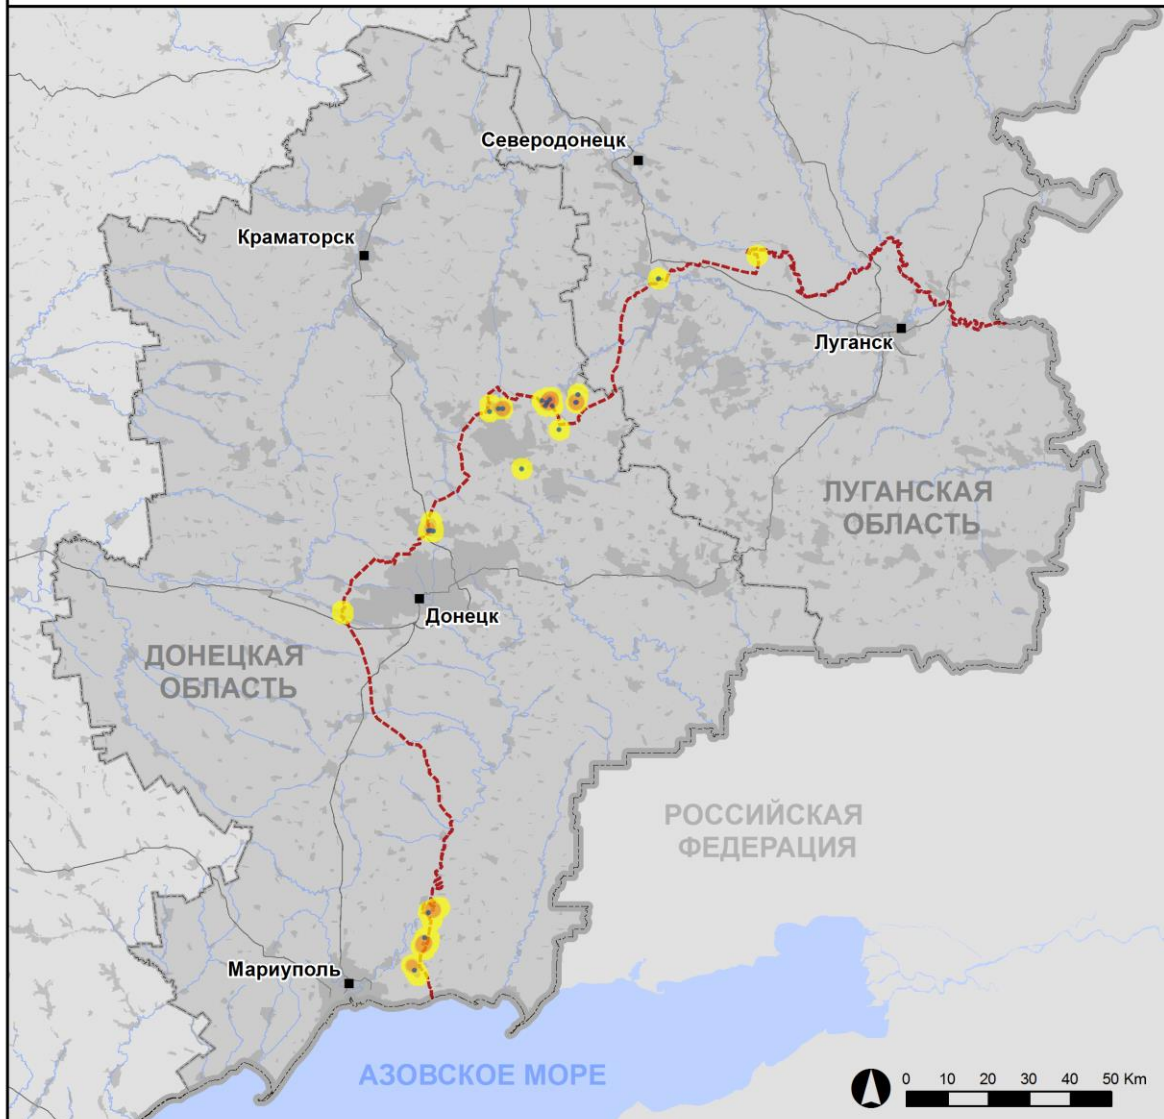 Северодонецк
Краматорск
Луганск
ЛУГАНСКАЯ
ОБЛАСТЬ
Донецк
ДОНЕЦКАЯ
ОБЛАСТЬ
РОССИЙСКАЯ
ФЕДЕРАЦИЯ
Мариуполь
АЗОВСКОЕ МОРЕ
0 10 20 30 40 50 Km